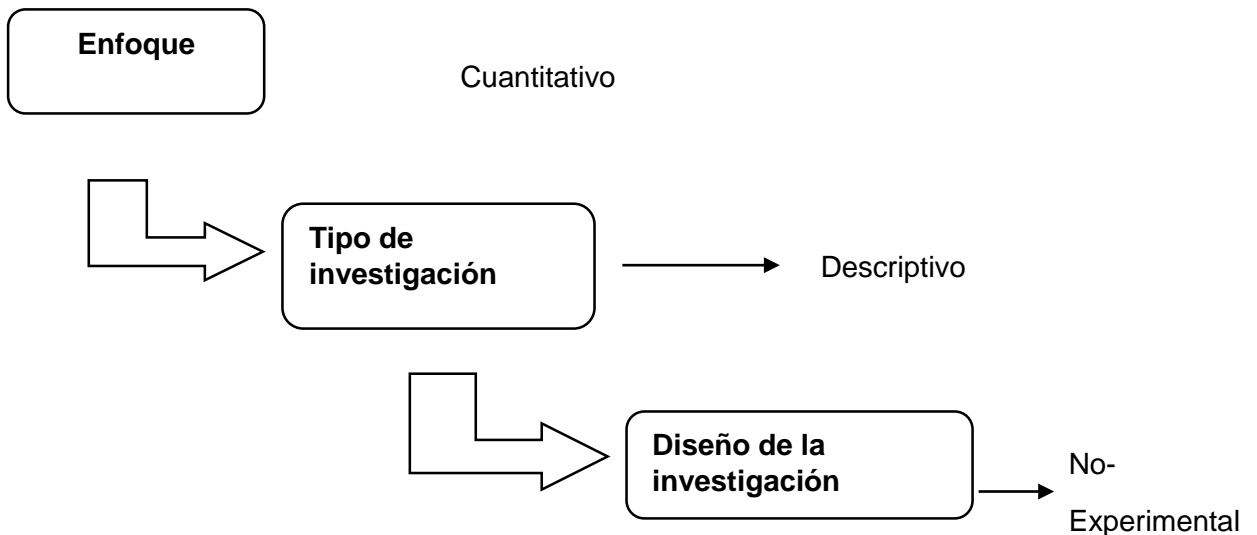 Enfoque
Cuantitativo
Tipo de
investigación
Descriptivo
Diseño de la
investigación
No-
Experimental